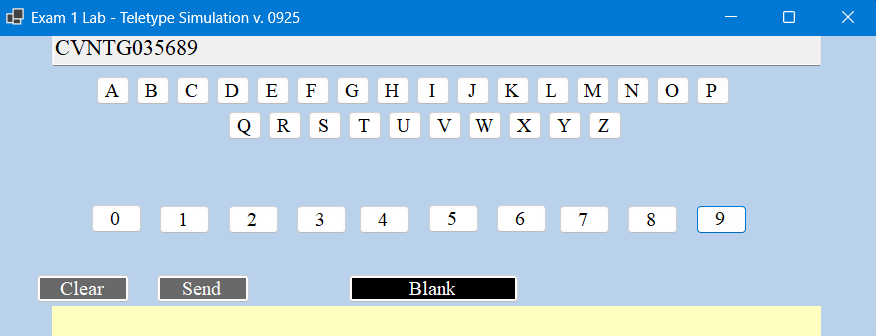 Exam 1 Lab - Teletype Simulation v. 0925
CVNTG035689
A B C D E F G H I J K L M N O P
Q R S T U V W X Y Z
0 1 2 3 4 5 6 7 8 9
Clear Send Blank